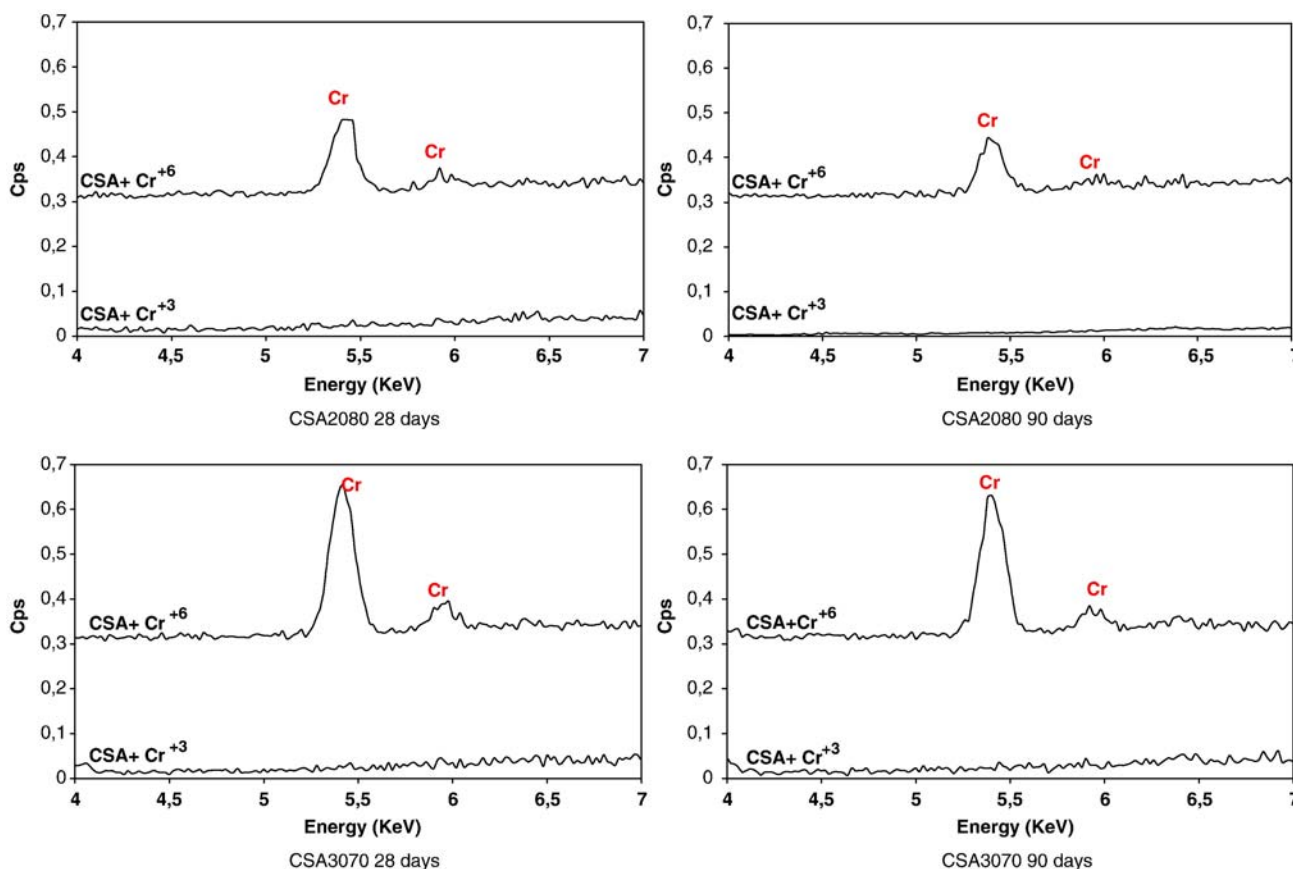 0,7
0,6
0,5
0,4
0,3
0,2
0,1
0
Cps
Cr
Cr
CSA+ Cr+6
CSA+ Cr+3
4 4,5 5 5,5 6 6,5 7
Energy (KeV)
CSA2080 28 days
0,7
0,6
0,5
0,4
0,3
0,2
0,1
0
Cps
Cr
Cr
CSA+ Cr+6
CSA+ Cr+3
4 4,5 5 5,5 6 6,5 7
Energy (KeV)
CSA2080 90 days
0,7
0,6
0,5
0,4
0,3
0,2
0,1
0
Cps
Cr
Cr
CSA+ Cr+6
CSA+ Cr+3
4 4,5 5 5,5 6 6,5 7
Energy (KeV)
CSA3070 28 days
0,7
0,6
0,5
0,4
0,3
0,2
0,1
0
Cps
Cr
Cr
CSA+Cr+6
CSA+ Cr+3
4 4,5 5 5,5 6 6,5 7
Energy (KeV)
CSA3070 90 days